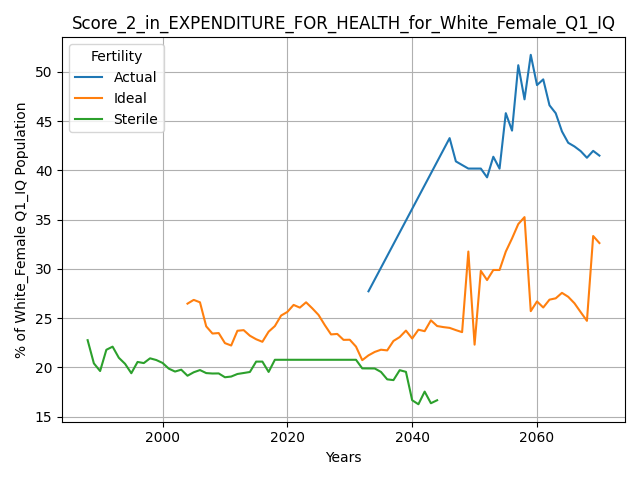 Score_2_in_EXPENDITURE_FOR_HEALTH_for_White_Female_Q1_IQ
Fertility
Actual
Ideal
Sterile
% of White_Female Q1_IQ Population
50
45
40
35
30
25
20
15
2000
2020
2040
2060
Years